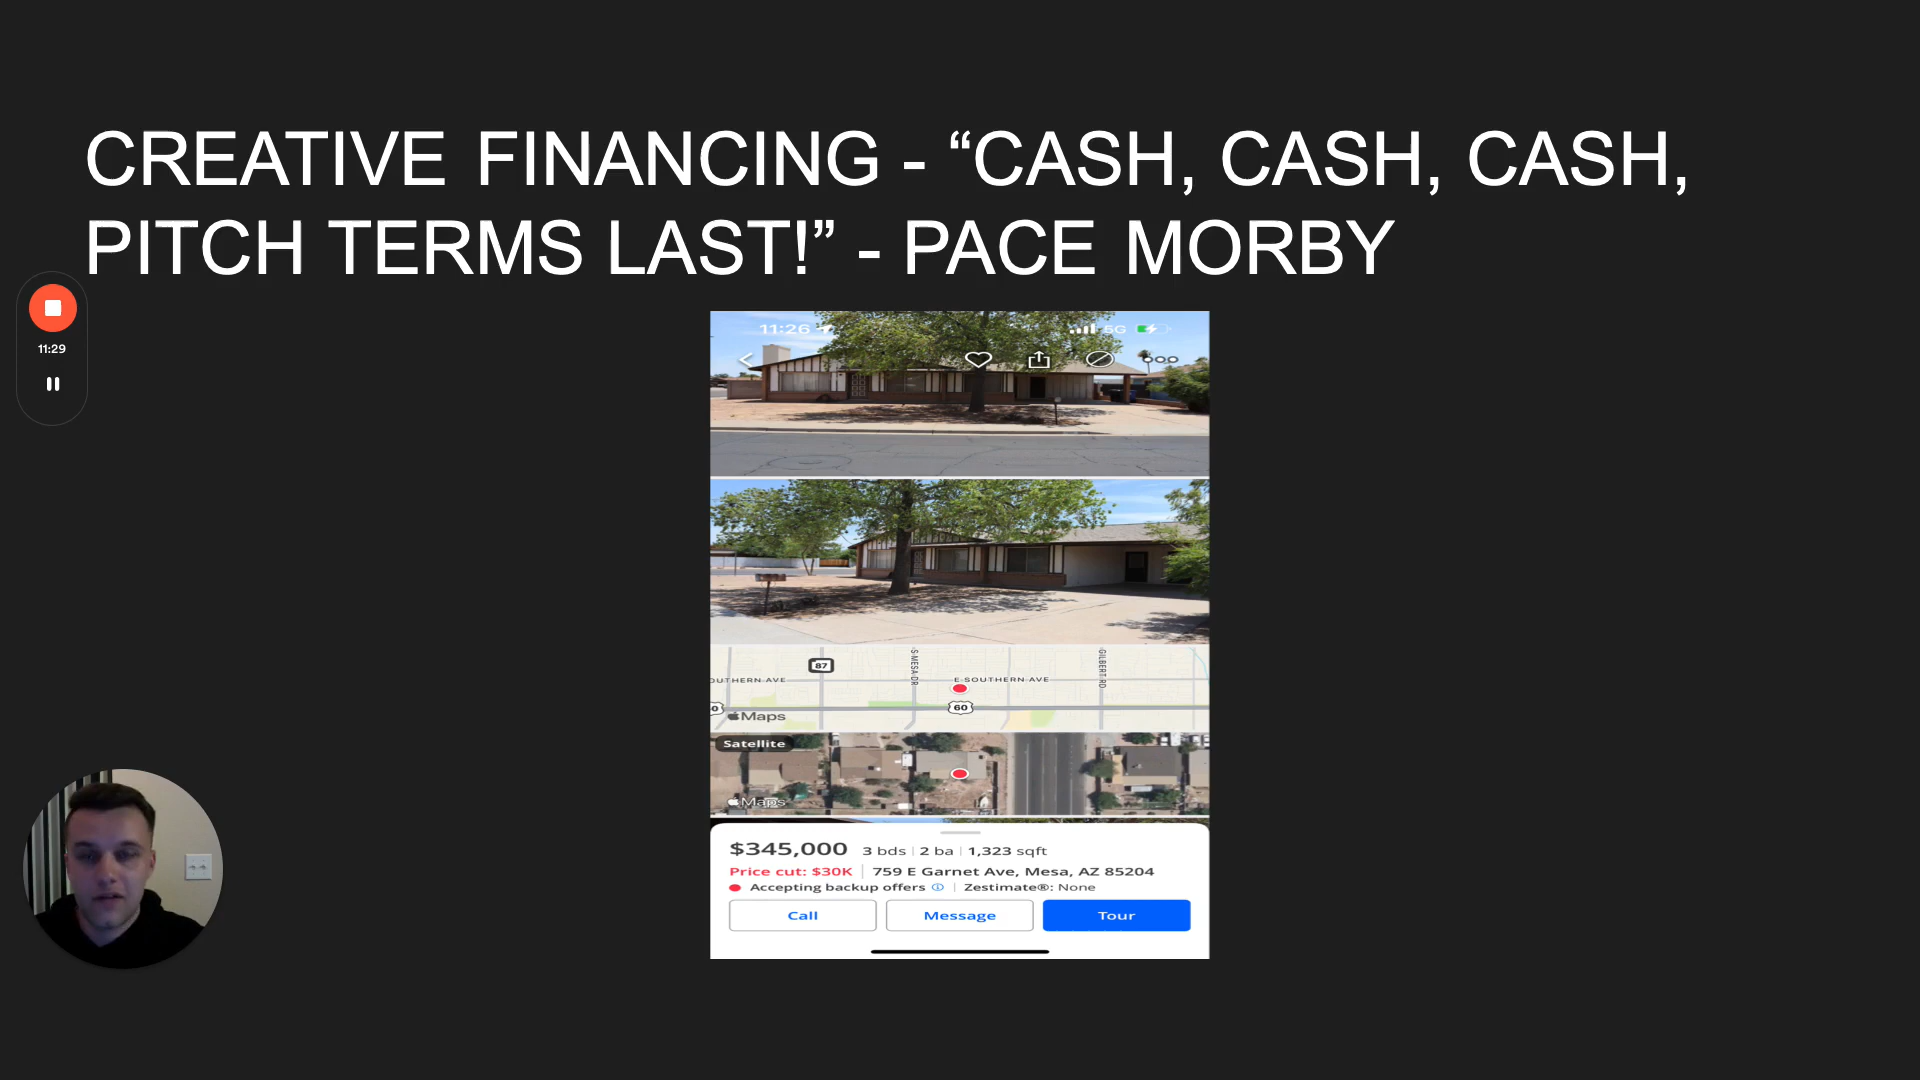 CREATIVE FINANCING - “CASH, CASH, CASH,
PITCH TERMS LAST!” - PACE MORBY
11:29
11:26
5G
87
S MESA DR
GILBERT RD
OUTHERN AVE
E SOUTHERN AVE
0
60
Maps
Satellite
Maps
$345,000 3 bds 2 ba 1,323 sqft
Price cut: $30K 759 E Garnet Ave, Mesa, AZ 85204
Accepting backup offers Zestimate®: None
Call Message Tour